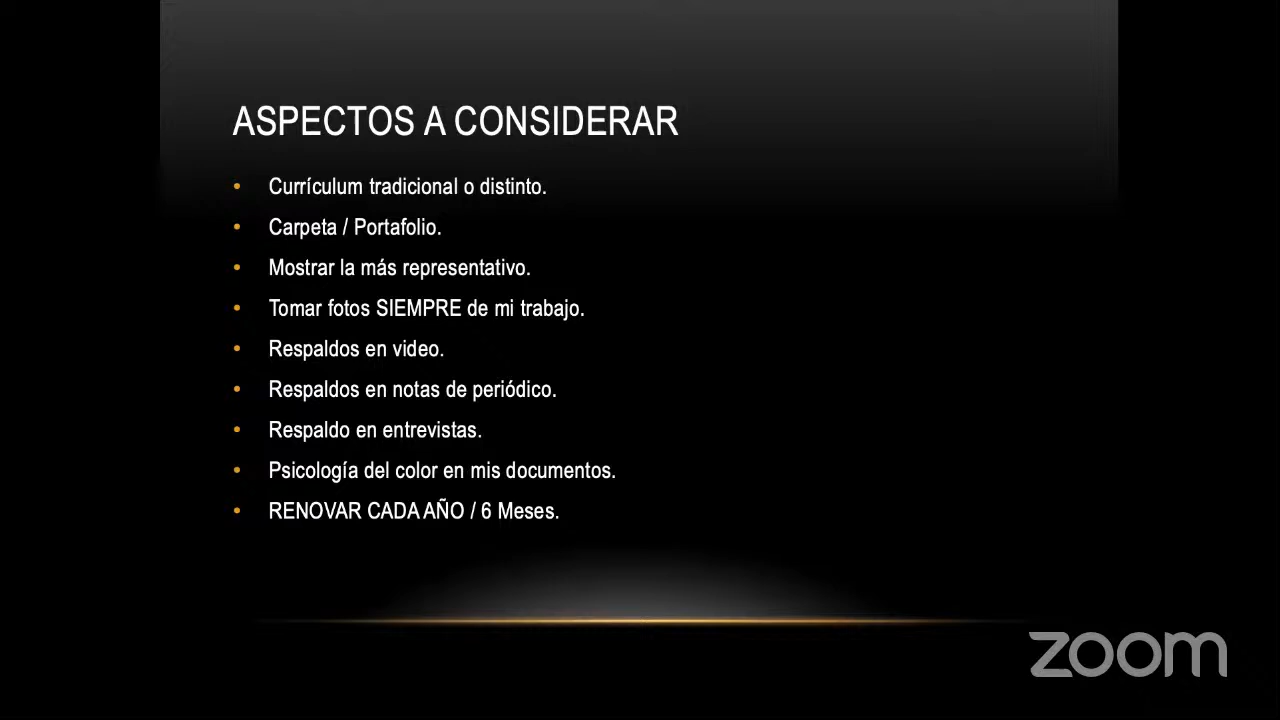 ASPECTOS A CONSIDERAR
• Currículum tradicional o distinto.
• Carpeta / Portafolio.
• Mostrar la más representativo.
• Tomar fotos SIEMPRE de mi trabajo.
• Respaldos en video.
• Respaldos en notas de periódico.
• Respaldo en entrevistas.
• Psicología del color en mis documentos.
• RENOVAR CADA AÑO / 6 Meses.
zoom